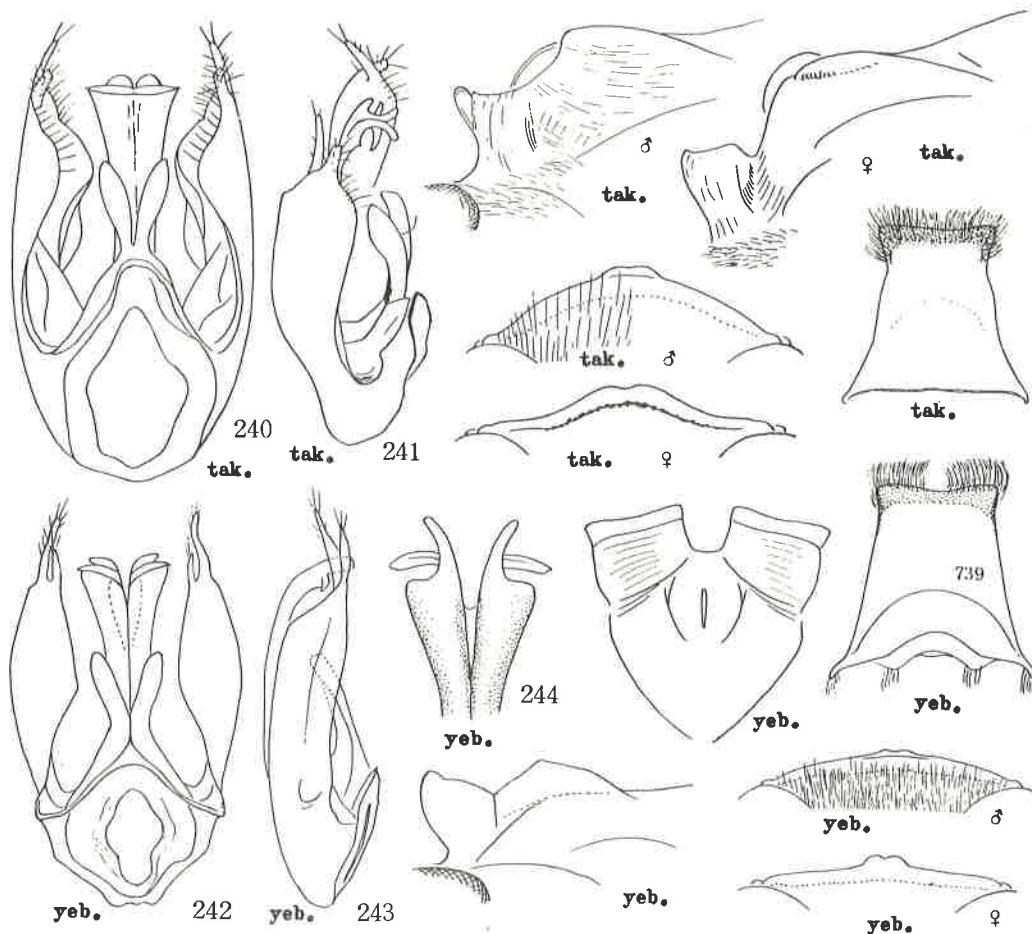 ♂
tak.
♀
tak.
240
tak.
tak.
241
tak. ♂
tak. ♀
tak.
739
yeb.
244
yeb.
yeb.
yeb.
242
yeb.
243
yeb.
yeb.
♂
yeb.
♀